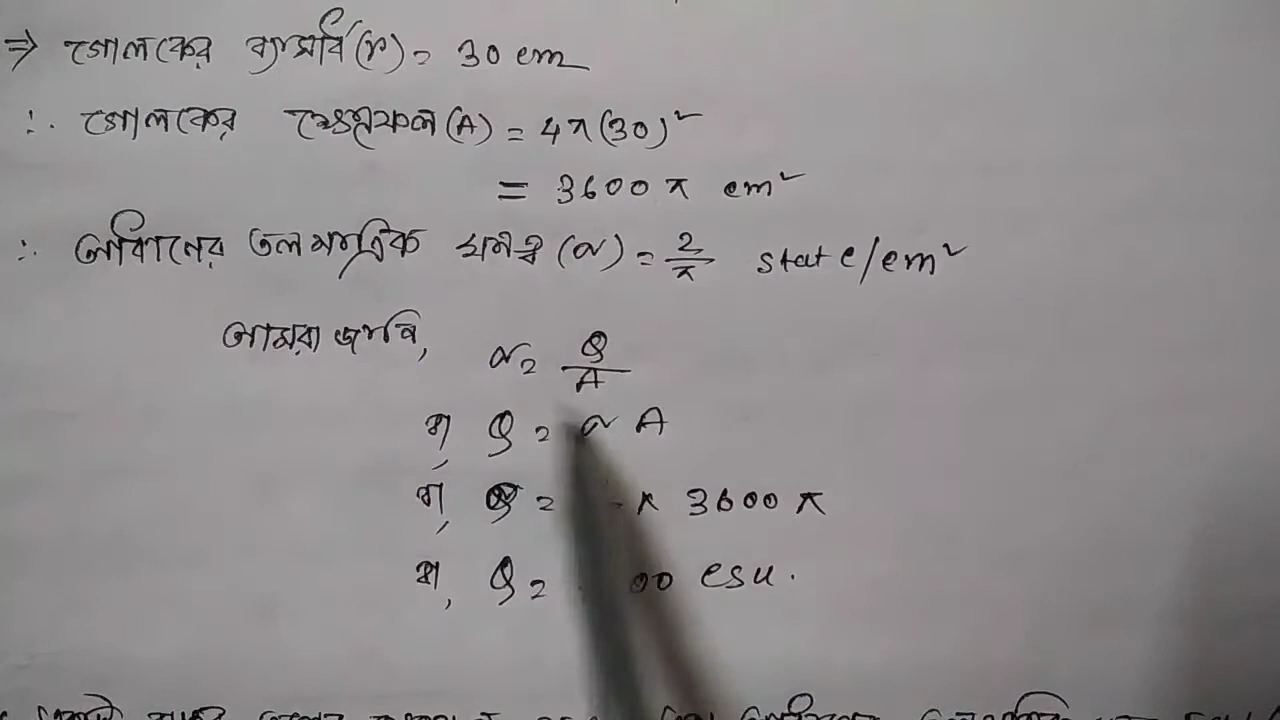 ⇒ গোলকের ব্যাসার্ধ (r) = 30 cm
∴ গোলকের ক্ষেত্রফল (A) = 4π(30)²
= 3600 π cm²
∴ আধানের তলমাত্রিক ঘনত্ব (σ) = 2/π stat c/cm²
আমরা জানি, σ = Q/A
বা, Q = σ A
বা, Q = × 3600 π
বা, Q = 00 esu.